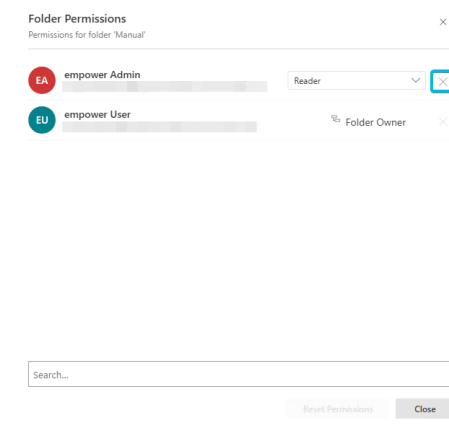 Folder Permissions
Permissions for folder 'Manual'
EA empower Admin
Reader
EU empower User
Folder Owner
Search...
Reset Permissions Close